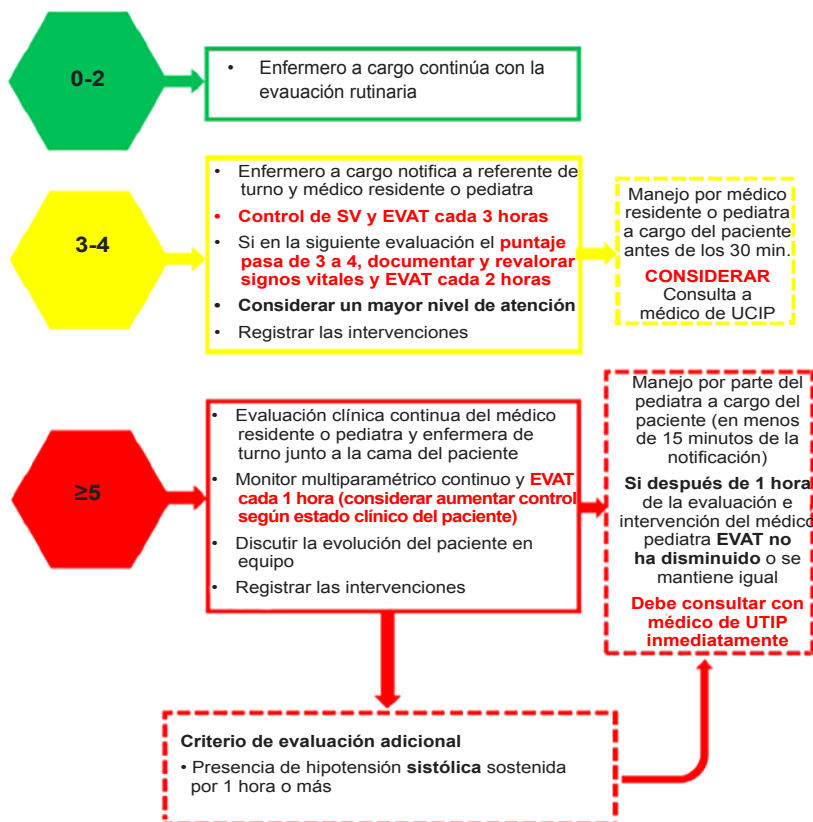 0-2
• Enfermero a cargo continúa con la
evauación rutinaria
3-4
• Enfermero a cargo notifica a referente de
turno y médico residente o pediatra
• Control de SV y EVAT cada 3 horas
• Si en la siguiente evaluación el puntaje
pasa de 3 a 4, documentar y revalorar
signos vitales y EVAT cada 2 horas
• Considerar un mayor nivel de atención
• Registrar las intervenciones
Manejo por médico
residente o pediatra
a cargo del paciente
antes de los 30 min.
CONSIDERAR
Consulta a
médico de UCIP
≥5
• Evaluación clínica continua del médico
residente o pediatra y enfermera de
turno junto a la cama del paciente
• Monitor multiparamétrico continuo y EVAT
cada 1 hora (considerar aumentar control
según estado clínico del paciente)
• Discutir la evolución del paciente en
equipo
• Registrar las intervenciones
Manejo por parte del
pediatra a cargo del
paciente (en menos
de 15 minutos de la
notificación)
Si después de 1 hora
de la evaluación e
intervención del médico
pediatra EVAT no
ha disminuido o se
mantiene igual
Debe consultar con
médico de UTIP
inmediatamente
Criterio de evaluación adicional
• Presencia de hipotensión sistólica sostenida
por 1 hora o más